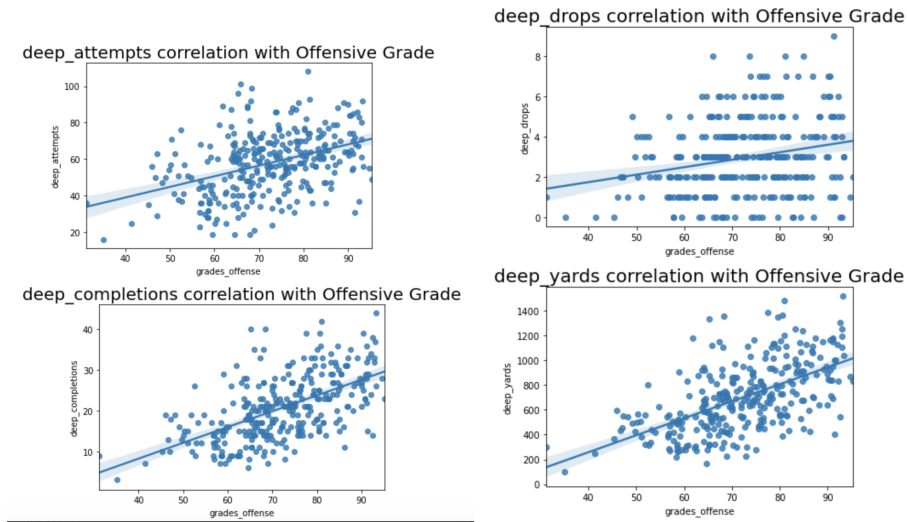 deep_attempts correlation with Offensive Grade
100
80
60
40
20
deep_attempts
40 50 60 70 80 90
grades_offense
deep_drops correlation with Offensive Grade
8
6
4
2
0
deep_drops
40 50 60 70 80 90
grades_offense
deep_completions correlation with Offensive Grade
40
30
20
10
deep_completions
40 50 60 70 80 90
grades_offense
deep_yards correlation with Offensive Grade
1400
1200
1000
800
600
400
200
0
deep_yards
40 50 60 70 80 90
grades_offense